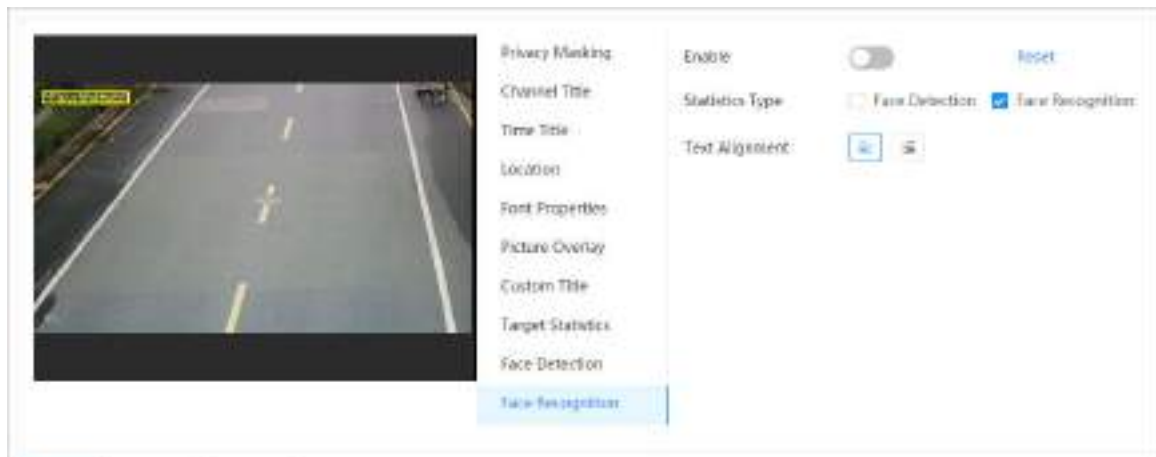 Privacy Masking
Channel Title
Time Title
Location
Font Properties
Picture Overlay
Custom Title
Target Statistics
Face Detection
Face Recognition
Enable
Reset
Statistics Type
Face Detection
Face Recognition
Text Alignment